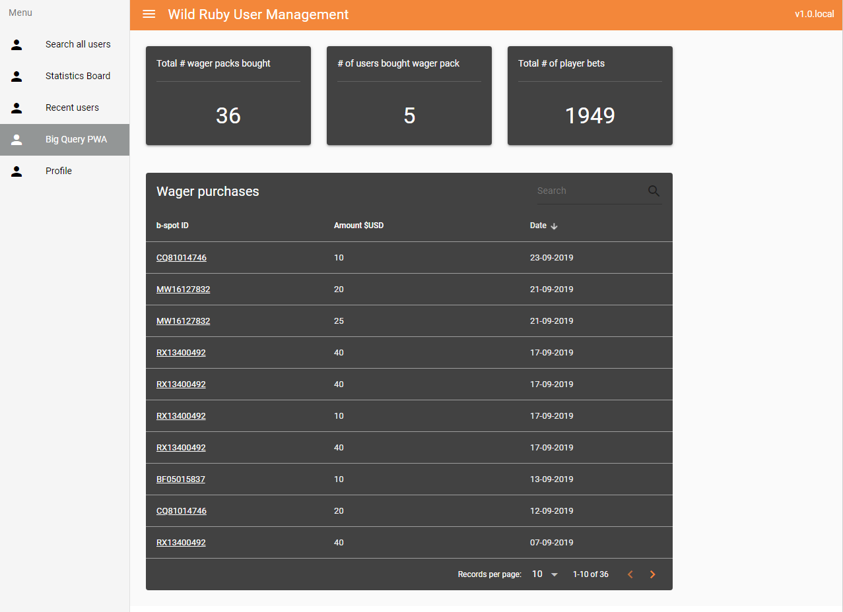 Menu
Search all users
Statistics Board
Recent users
Big Query PWA
Profile
Wild Ruby User Management
v1.0.local
Total # wager packs bought
36
# of users bought wager pack
5
Total # of player bets
1949
Wager purchases
Search
b-spot ID Amount $USD Date
CQ81014746 10 23-09-2019
MW16127832 20 21-09-2019
MW16127832 25 21-09-2019
RX13400492 40 17-09-2019
RX13400492 40 17-09-2019
RX13400492 10 17-09-2019
RX13400492 40 17-09-2019
BF05015837 10 13-09-2019
CQ81014746 20 12-09-2019
RX13400492 40 07-09-2019
Records per page: 10 1-10 of 36